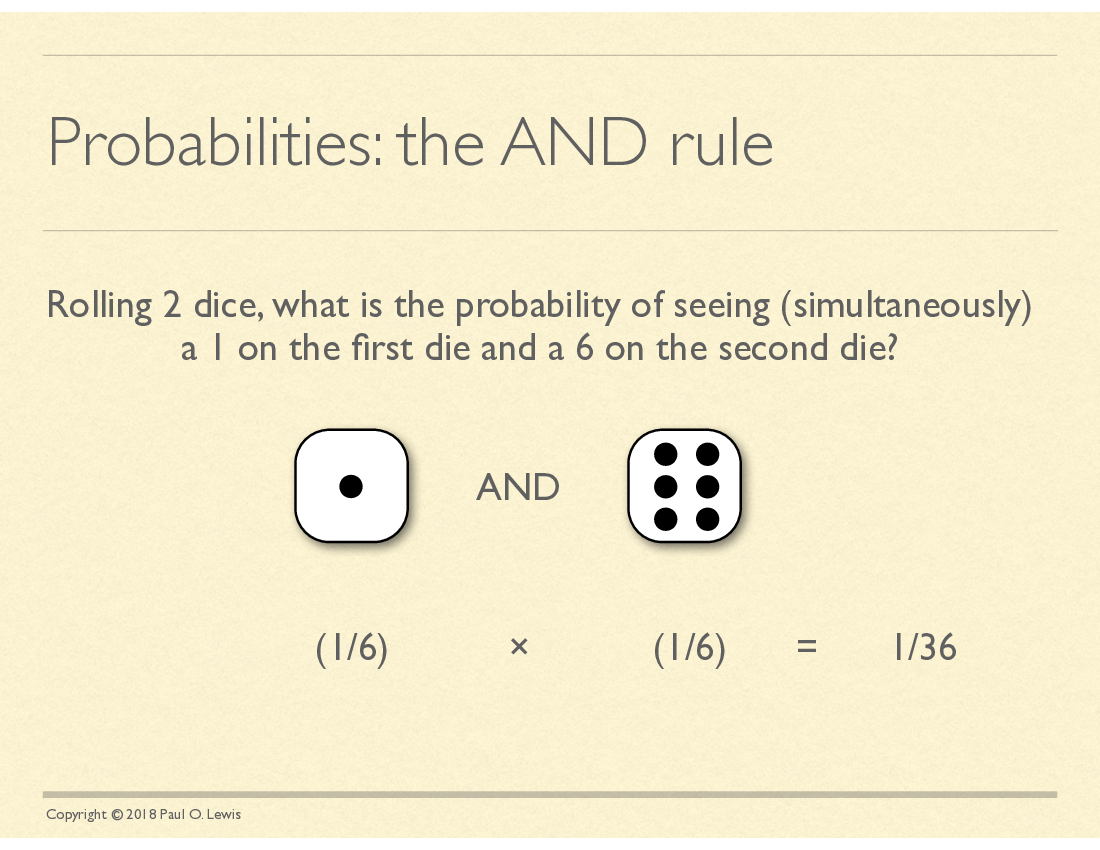 Probabilities: the AND rule
Rolling 2 dice, what is the probability of seeing (simultaneously)
a 1 on the first die and a 6 on the second die?
AND
(1/6) × (1/6) = 1/36
Copyright © 2018 Paul O. Lewis